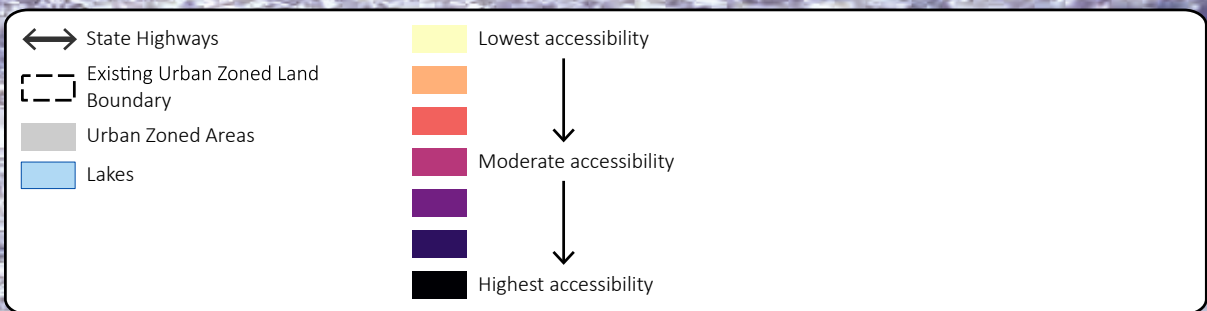 State Highways
Existing Urban Zoned Land
Boundary
Urban Zoned Areas
Lakes
Lowest accessibility
Moderate accessibility
Highest accessibility